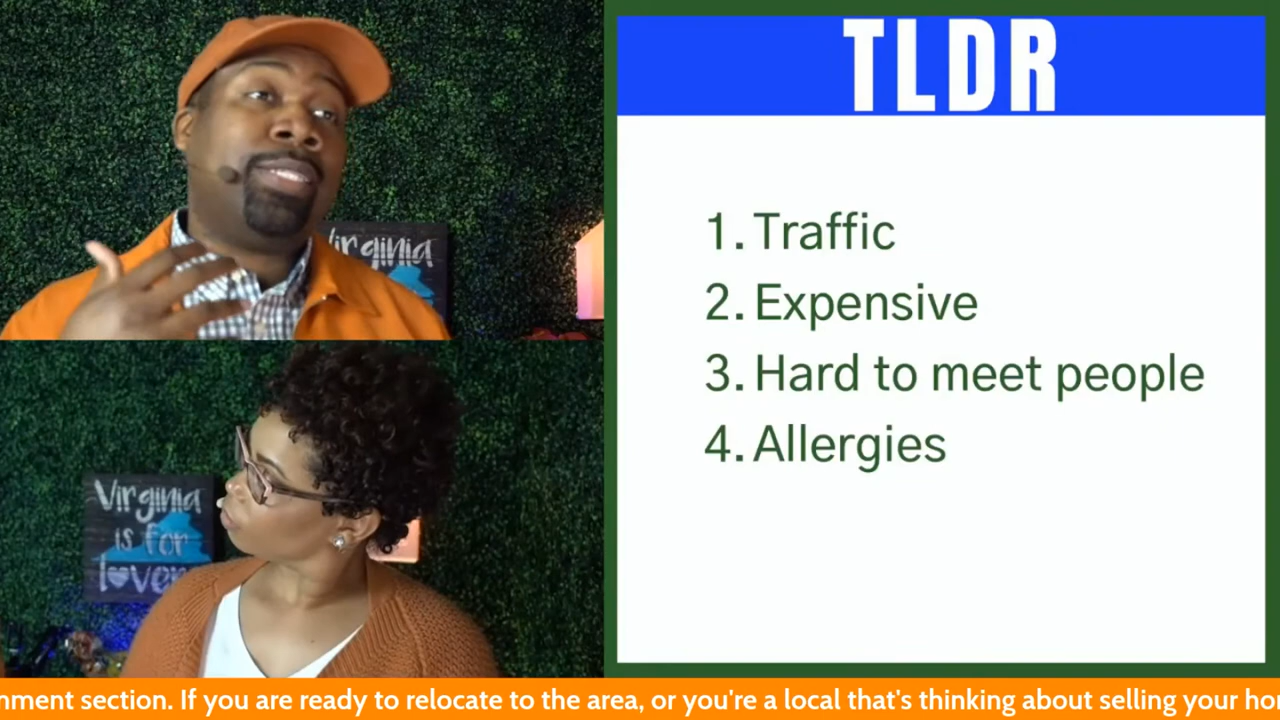 TLDR
1. Traffic
2. Expensive
3. Hard to meet people
4. Allergies
Virginia
Virginia
is for
lover
nment section. If you are ready to relocate to the area, or you're a local that's thinking about selling your ho